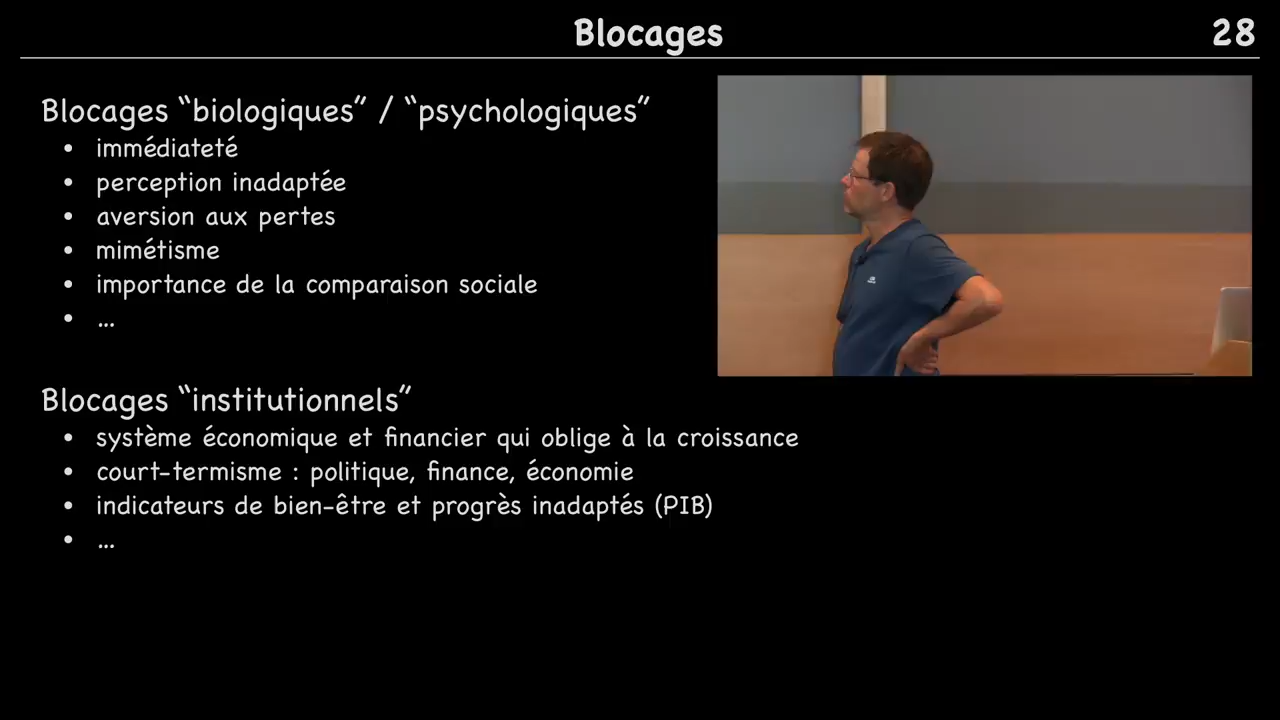 Blocages
28
Blocages “biologiques” / “psychologiques”
• immédiateté
• perception inadaptée
• aversion aux pertes
• mimétisme
• importance de la comparaison sociale
• ...
Blocages “institutionnels”
• système économique et financier qui oblige à la croissance
• court-termisme : politique, finance, économie
• indicateurs de bien-être et progrès inadaptés (PIB)
• ...